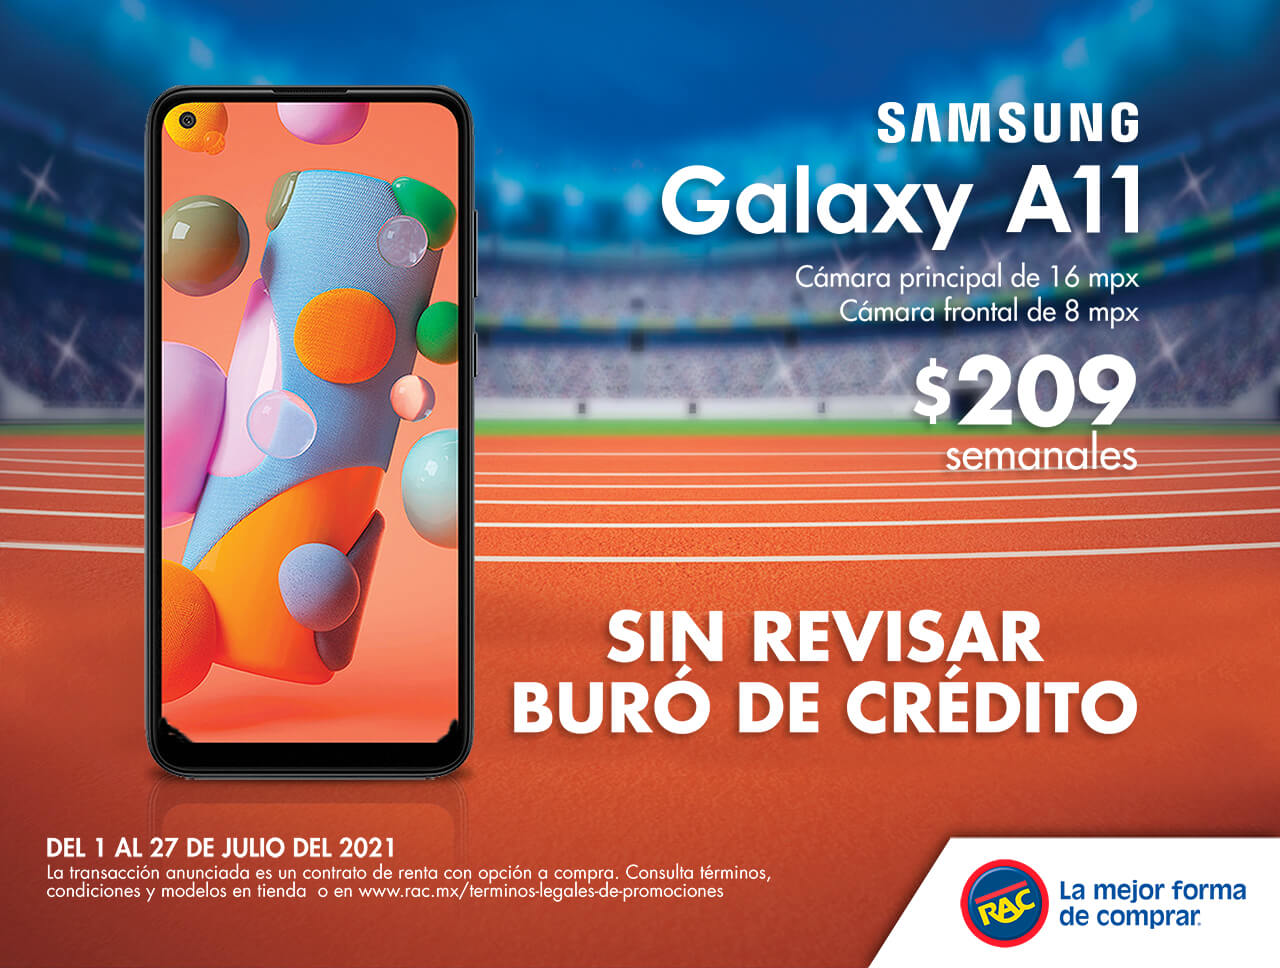 SAMSUNG
Galaxy A11
Cámara principal de 16 mpx
Cámara frontal de 8 mpx
$209
semanales
SIN REVISAR
BURÓ DE CRÉDITO
DEL 1 AL 27 DE JULIO DEL 2021
La transacción anunciada es un contrato de renta con opción a compra. Consulta términos,
condiciones y modelos en tienda o en www.rac.mx/terminos-legales-de-promociones
RAC
La mejor forma
de comprar.